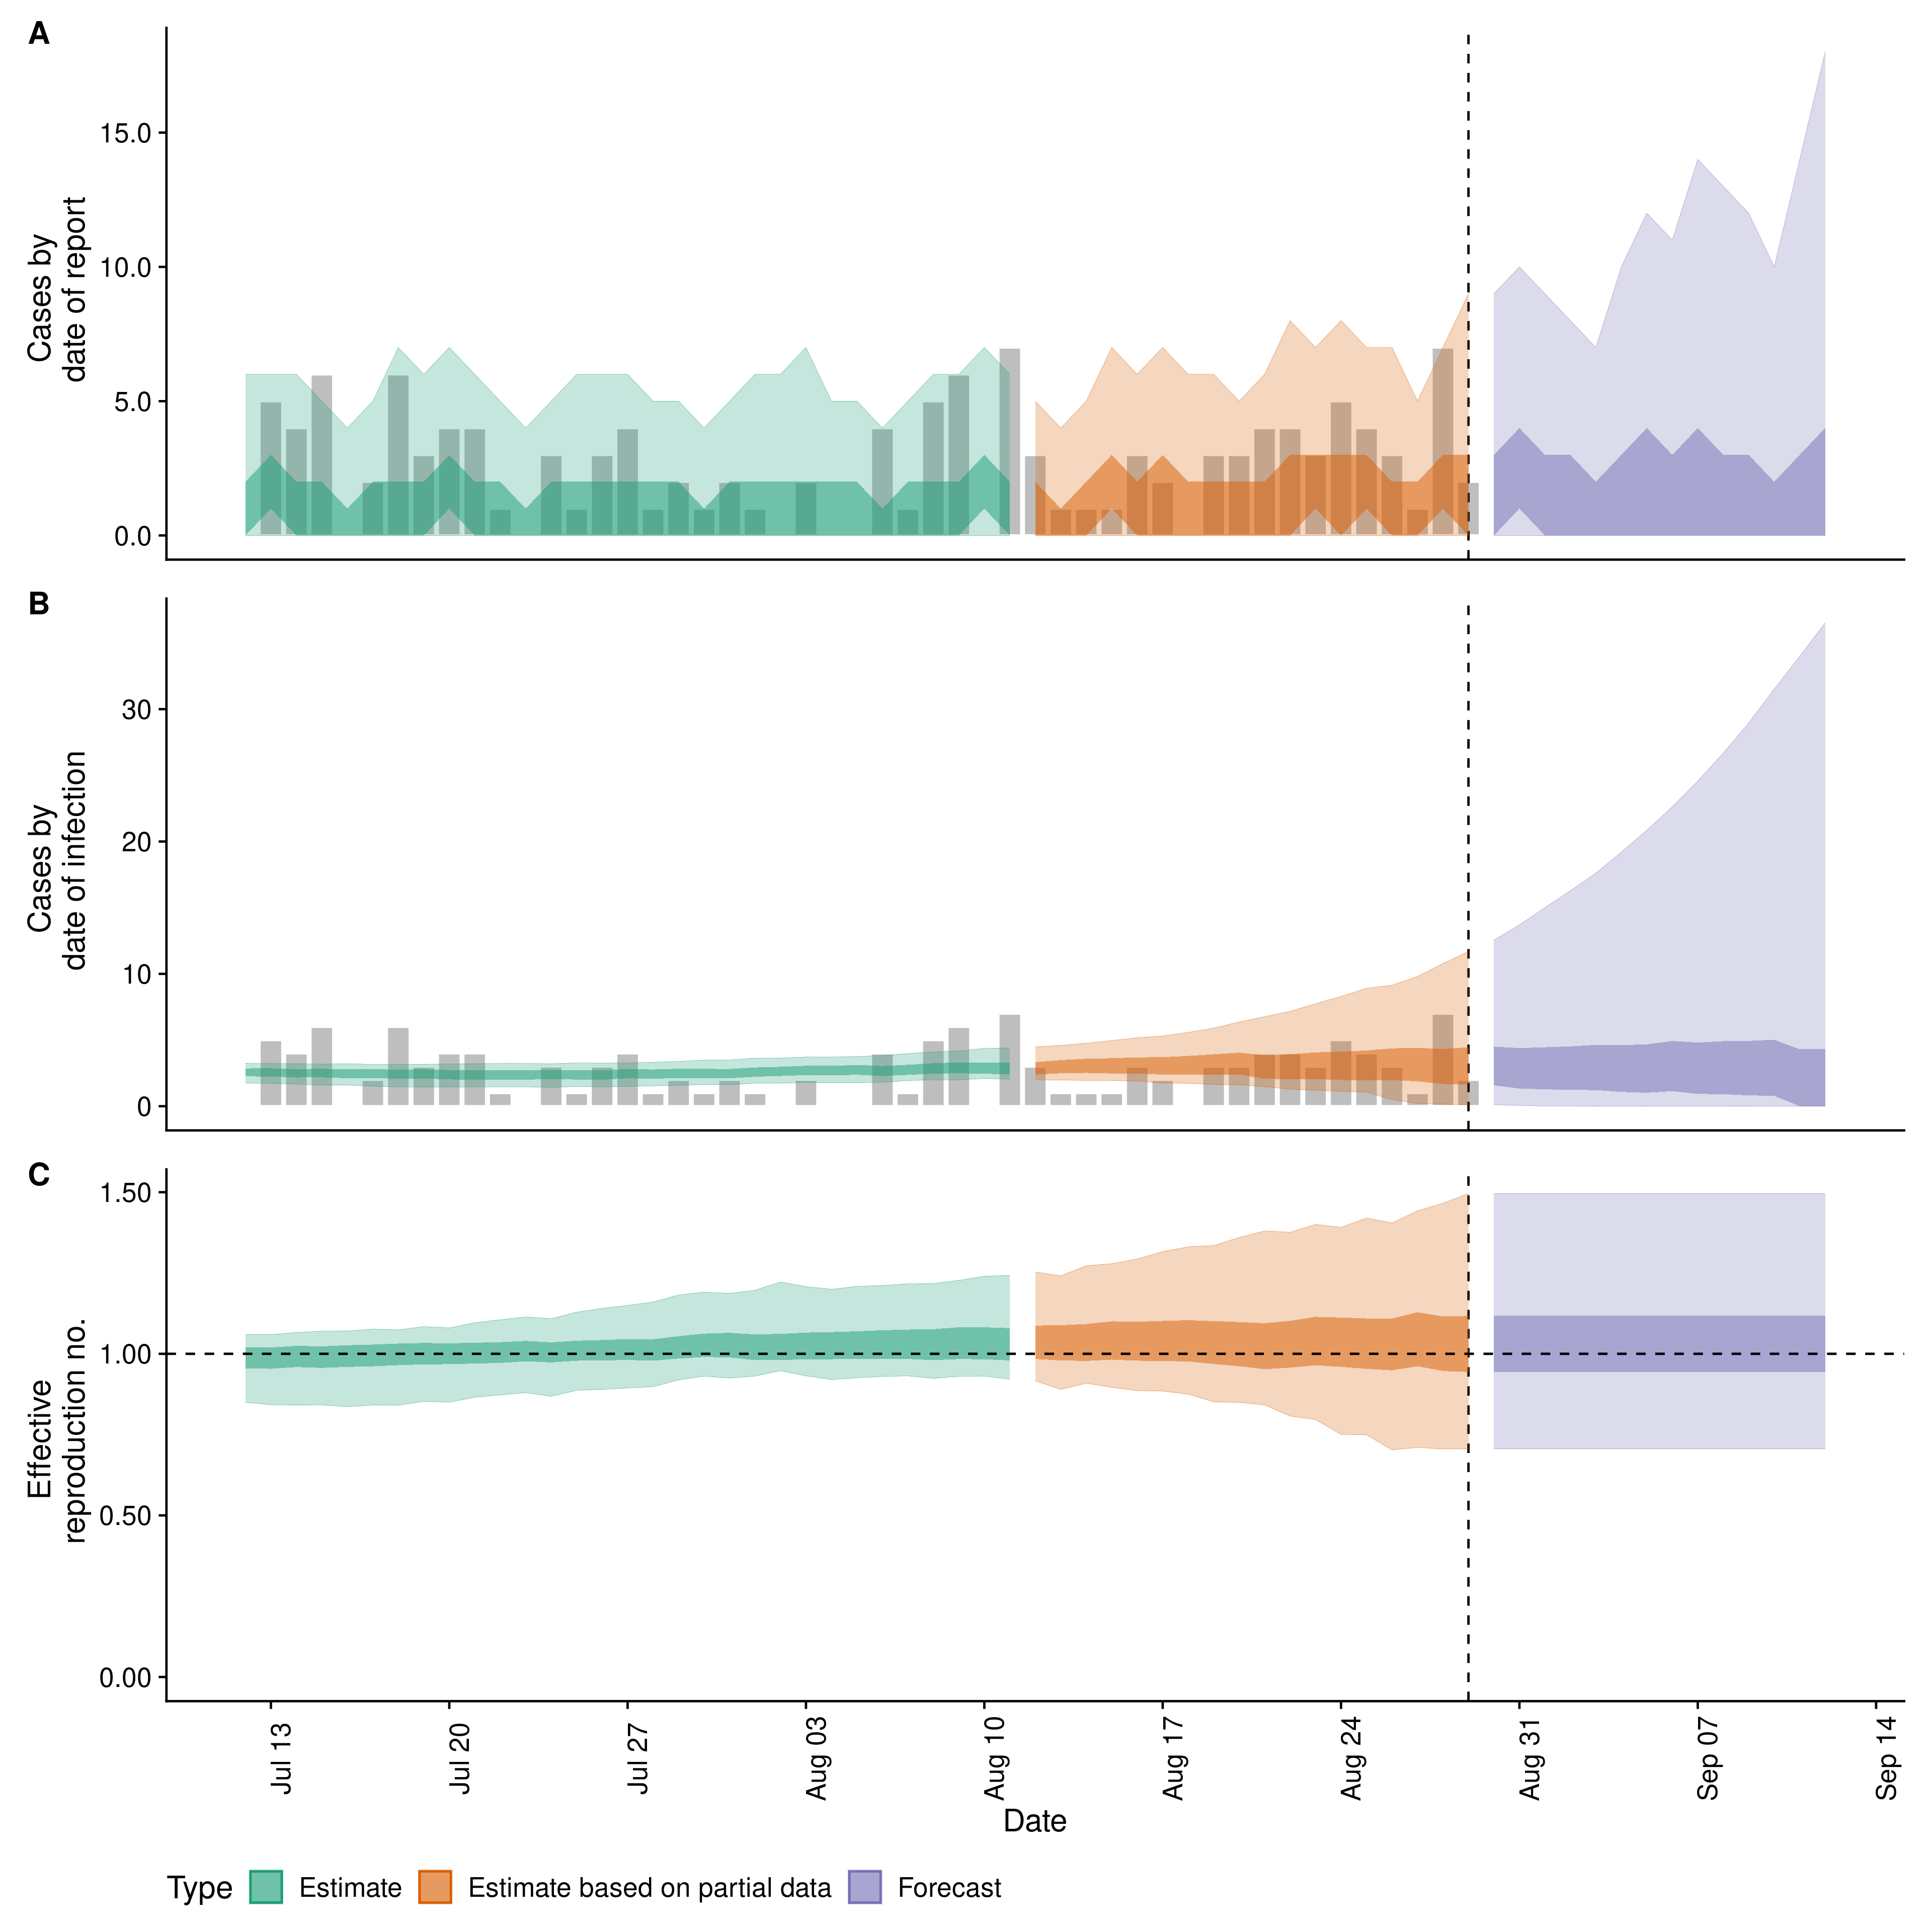 A
Cases by
date of report
15.0
10.0
5.0
0.0
B
Cases by
date of infection
30
20
10
0
C
Effective
reproduction no.
1.50
1.00
0.50
0.00
Jul 13
Jul 20
Jul 27
Aug 03
Aug 10
Aug 17
Aug 24
Aug 31
Sep 07
Sep 14
Date
Type Estimate Estimate based on partial data Forecast